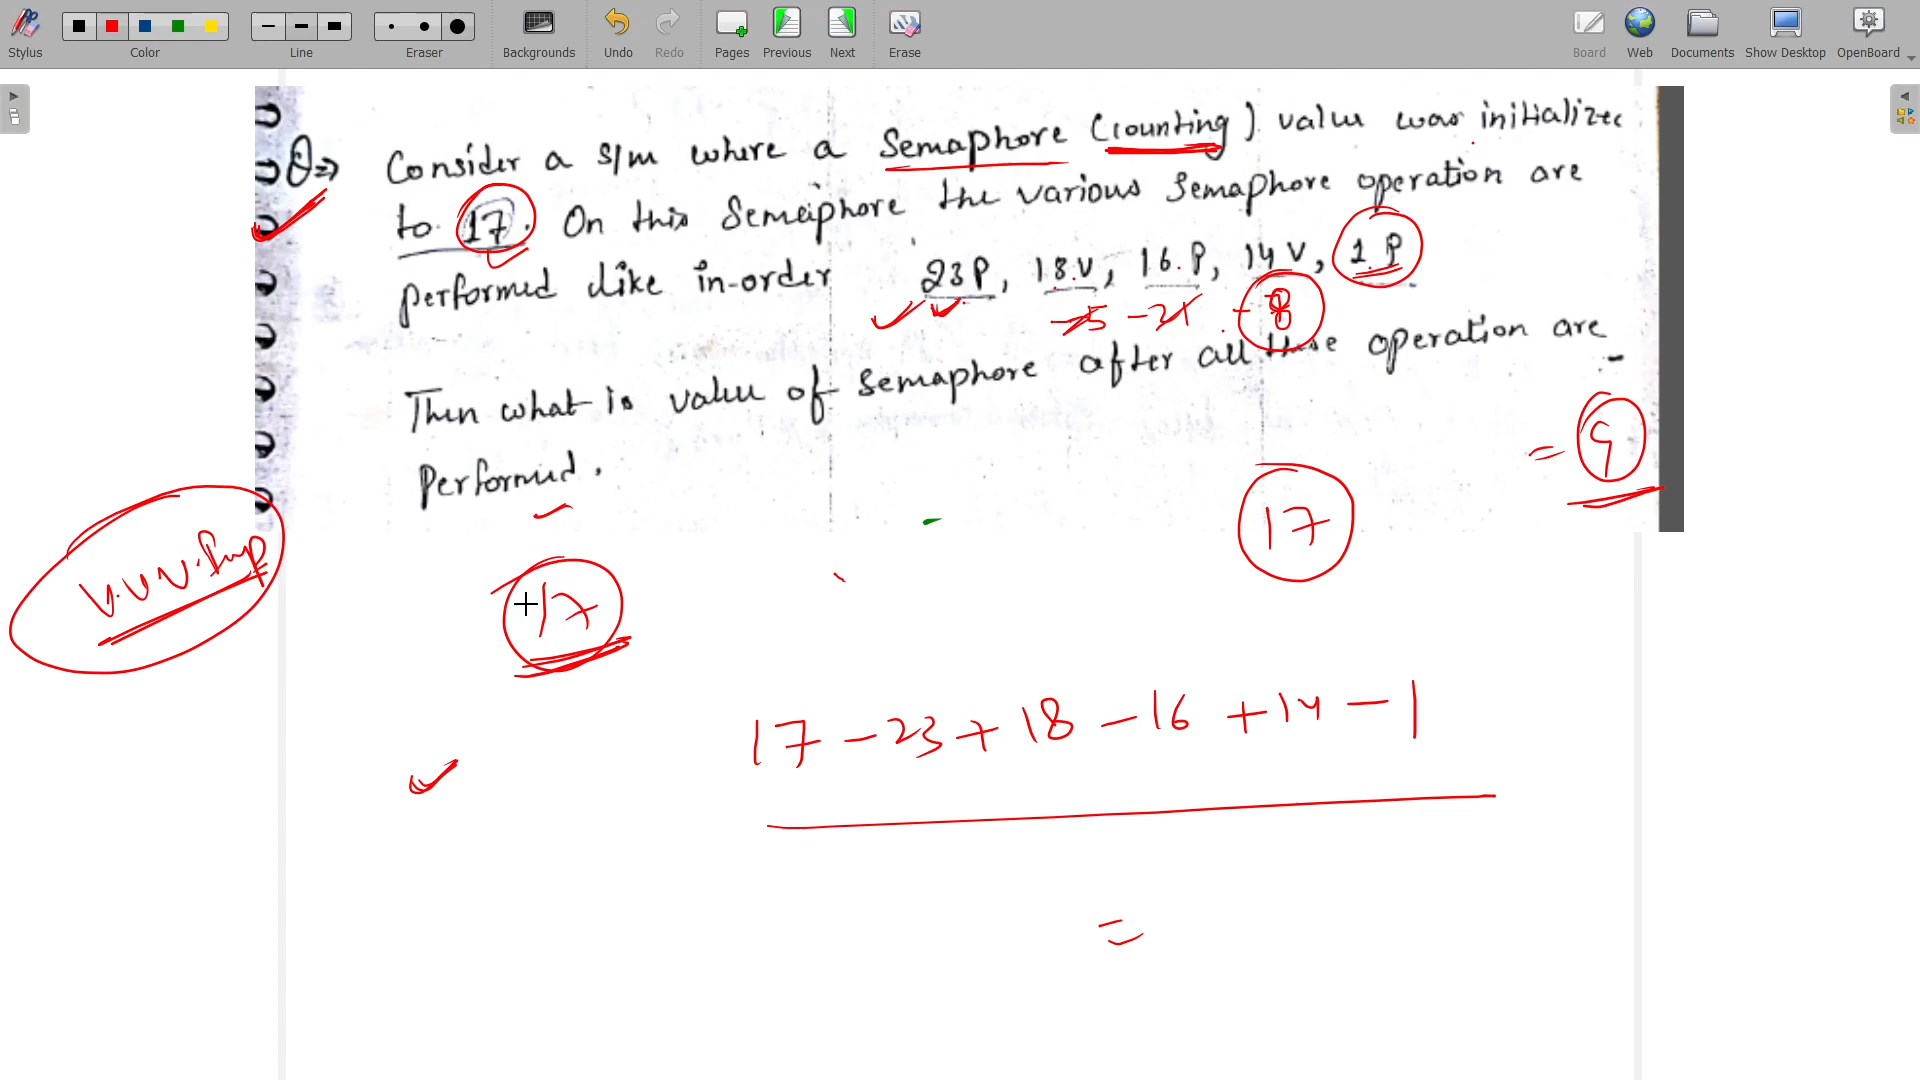 Stylus Color Line Eraser Backgrounds Undo Redo Pages Previous Next Erase Board Web Documents Show Desktop OpenBoard
Q⇒ Consider a s/m where a Semaphore (counting) value was initialized
to 17. On this Semaphore the various semaphore operation are
performed like in-order 23P, 18V, 16P, 14V, 1P
-8
Then what is value of semaphore after all these operation are
Performed.
= 9
17
V.V.V.Imp
17
17 - 23 + 18 - 16 + 14 - 1
=